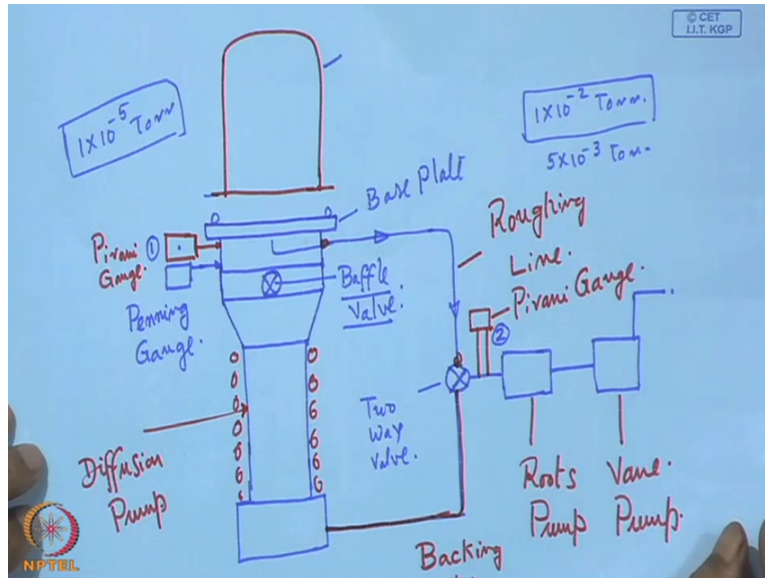 © CET
I.I.T. KGP
1X10⁻⁵ Torr
1X10⁻² Torr.
5X10⁻³ Torr.
Base Plate
Roughing
Line.
Pirani ①
Gauge.
Baffle
Valve.
Pirani Gauge.
②
Penning
Gauge.
Two
Way
Valve.
Diffusion
Pump
Roots
Pump
Vane.
Pump.
Backing
NPTEL